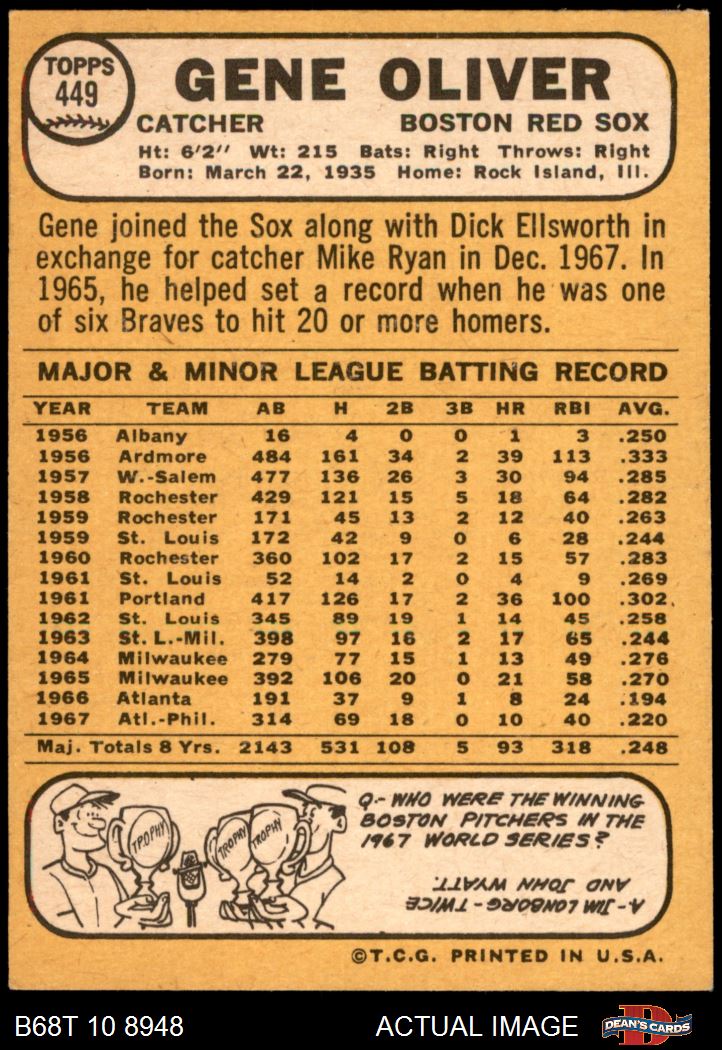 TOPPS
449
GENE OLIVER
CATCHER BOSTON RED SOX
Ht: 6'2" Wt: 215 Bats: Right Throws: Right
Born: March 22, 1935 Home: Rock Island, Ill.
Gene joined the Sox along with Dick Ellsworth in
exchange for catcher Mike Ryan in Dec. 1967. In
1965, he helped set a record when he was one
of six Braves to hit 20 or more homers.
MAJOR & MINOR LEAGUE BATTING RECORD
YEAR TEAM AB H 2B 3B HR RBI AVG.
1956 Albany 16 4 0 0 1 3 .250
1956 Ardmore 484 161 34 2 39 113 .333
1957 W.-Salem 477 136 26 3 30 94 .285
1958 Rochester 429 121 15 5 18 64 .282
1959 Rochester 171 45 13 2 12 40 .263
1959 St. Louis 172 42 9 0 6 28 .244
1960 Rochester 360 102 17 2 15 57 .283
1961 St. Louis 52 14 2 0 4 9 .269
1961 Portland 417 126 17 2 36 100 .302
1962 St. Louis 345 89 19 1 14 45 .258
1963 St. L.-Mil. 398 97 16 2 17 65 .244
1964 Milwaukee 279 77 15 1 13 49 .276
1965 Milwaukee 392 106 20 0 21 58 .270
1966 Atlanta 191 37 9 1 8 24 .194
1967 Atl.-Phil. 314 69 18 0 10 40 .220
Maj. Totals 8 Yrs. 2143 531 108 5 93 318 .248
TROPHY
TROPHY
TROPHY
Q.- WHO WERE THE WINNING
BOSTON PITCHERS IN THE
1967 WORLD SERIES?
A- JIM LONBORG - TWICE
AND JOHN WYATT.
©T.C.G. PRINTED IN U.S.A.
B68T 10 8948 ACTUAL IMAGE
D
DEAN'S CARDS